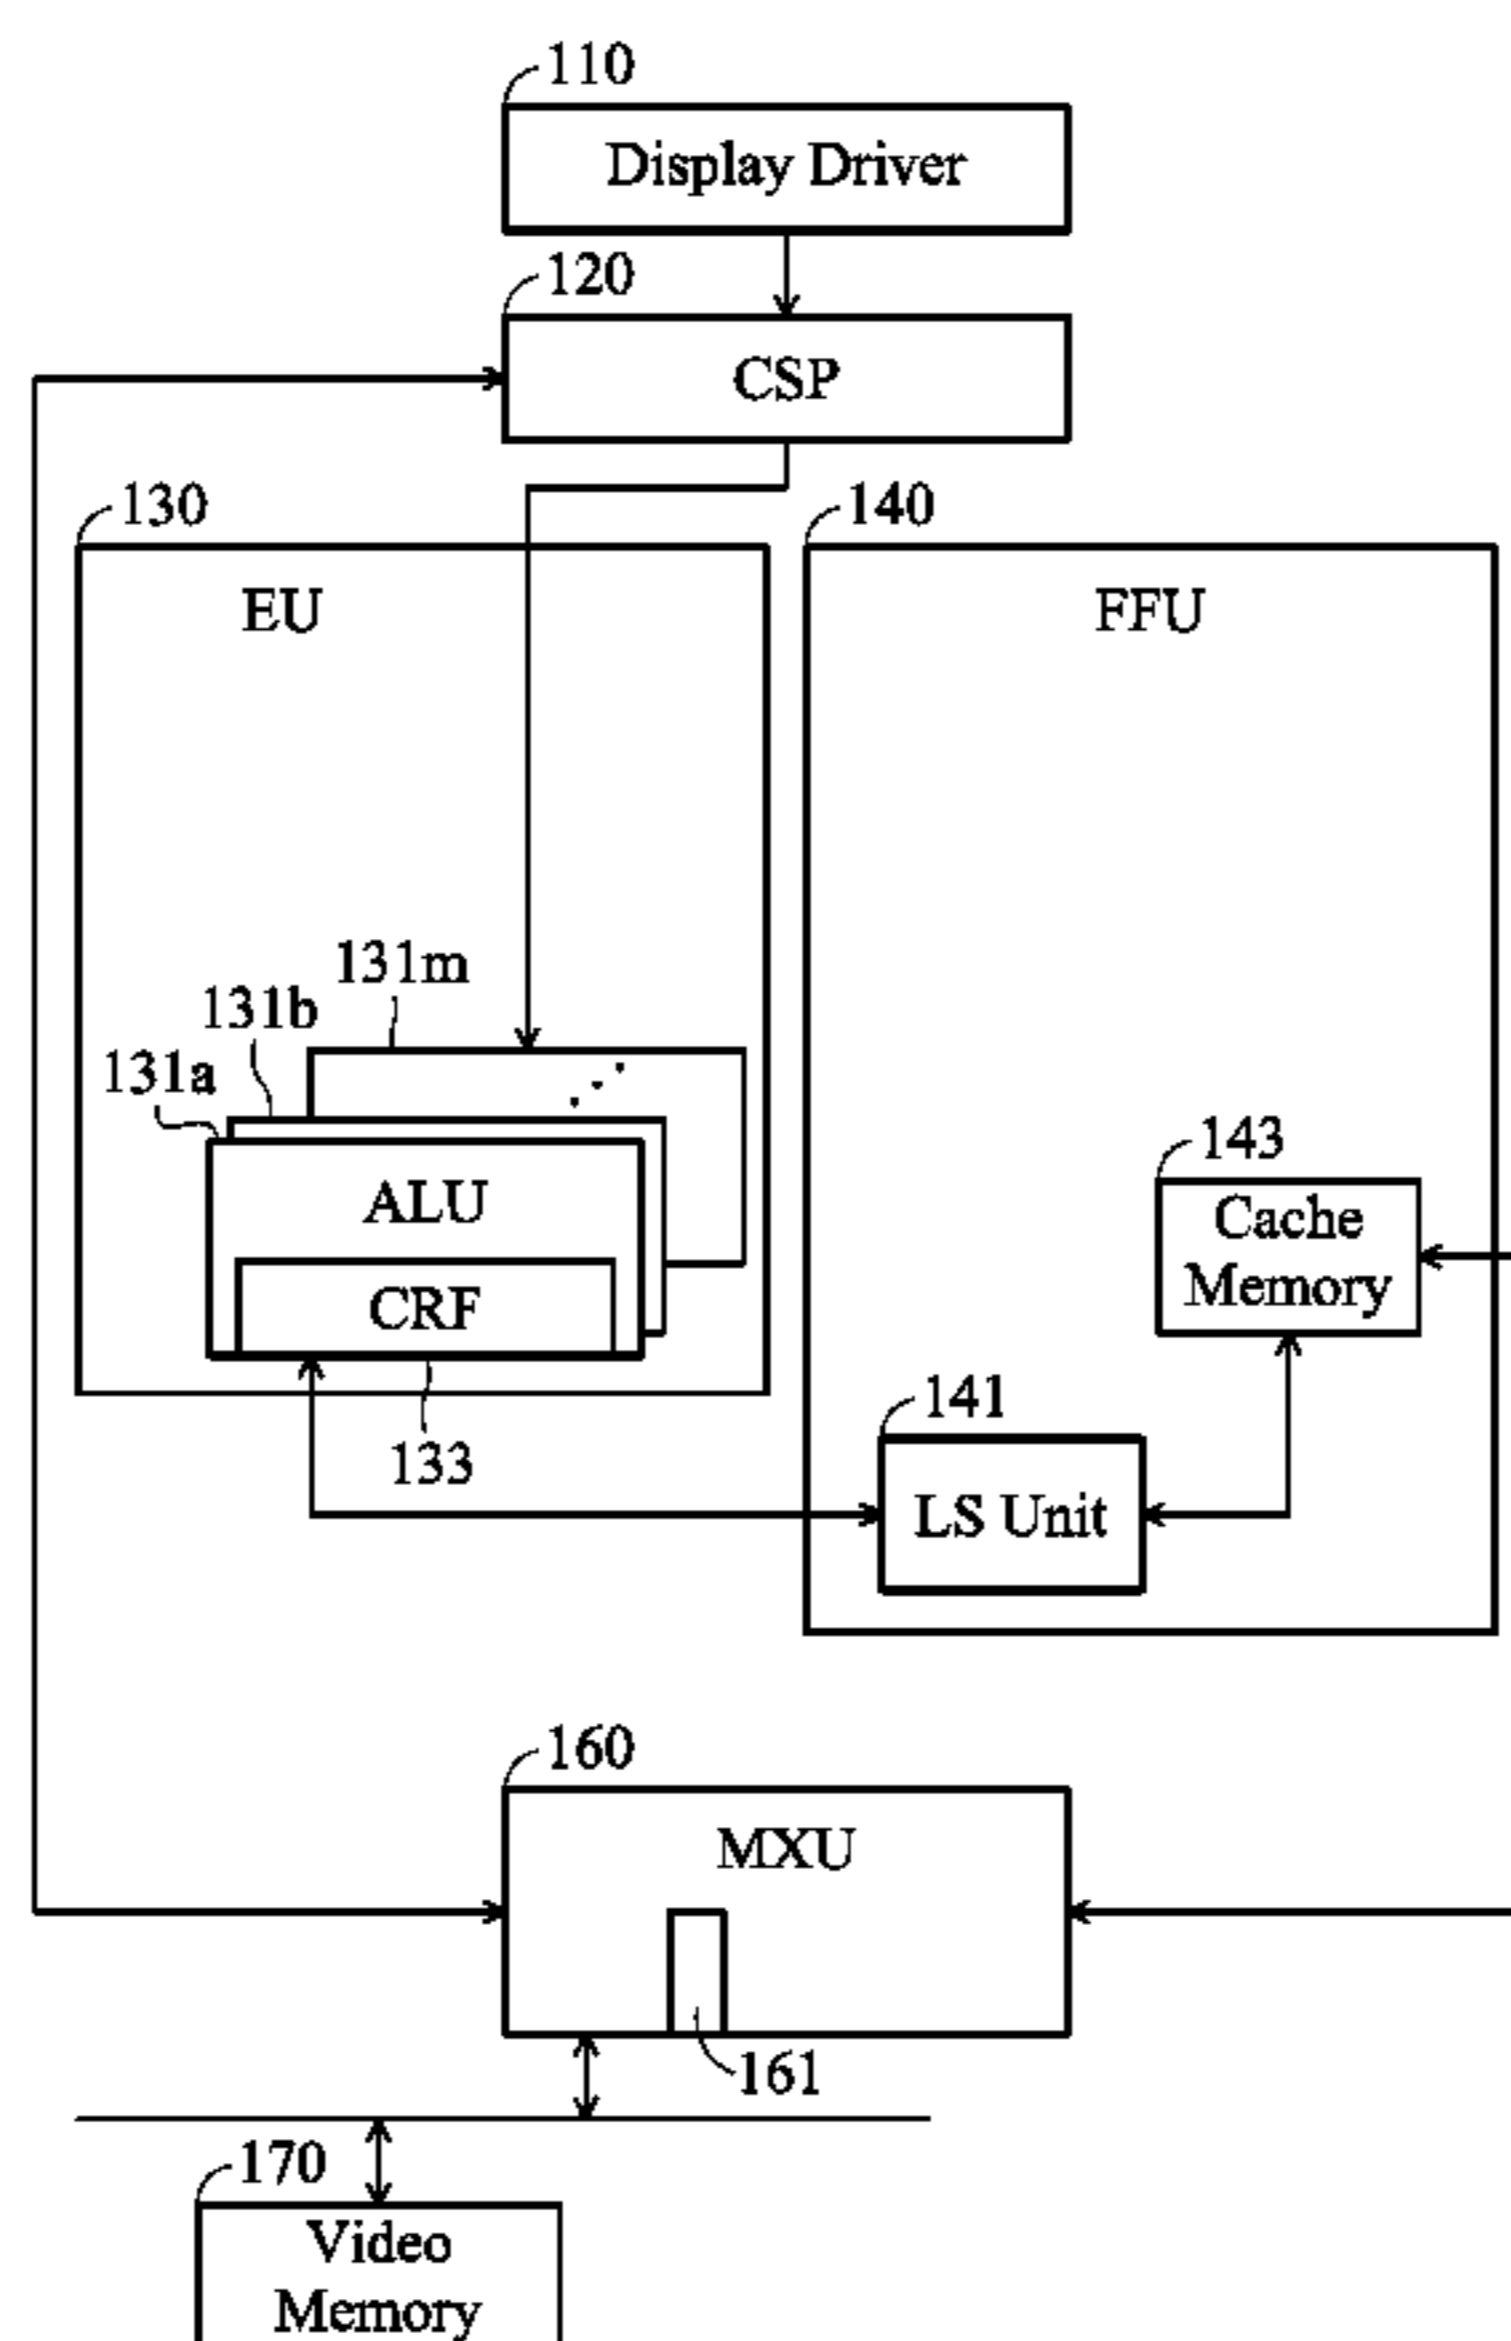 110
Display Driver
120
CSP
130
140
EU
FFU
131m
131b
131a
143
ALU
Cache
Memory
CRF
141
133
LS Unit
160
MXU
161
170
Video
Memory